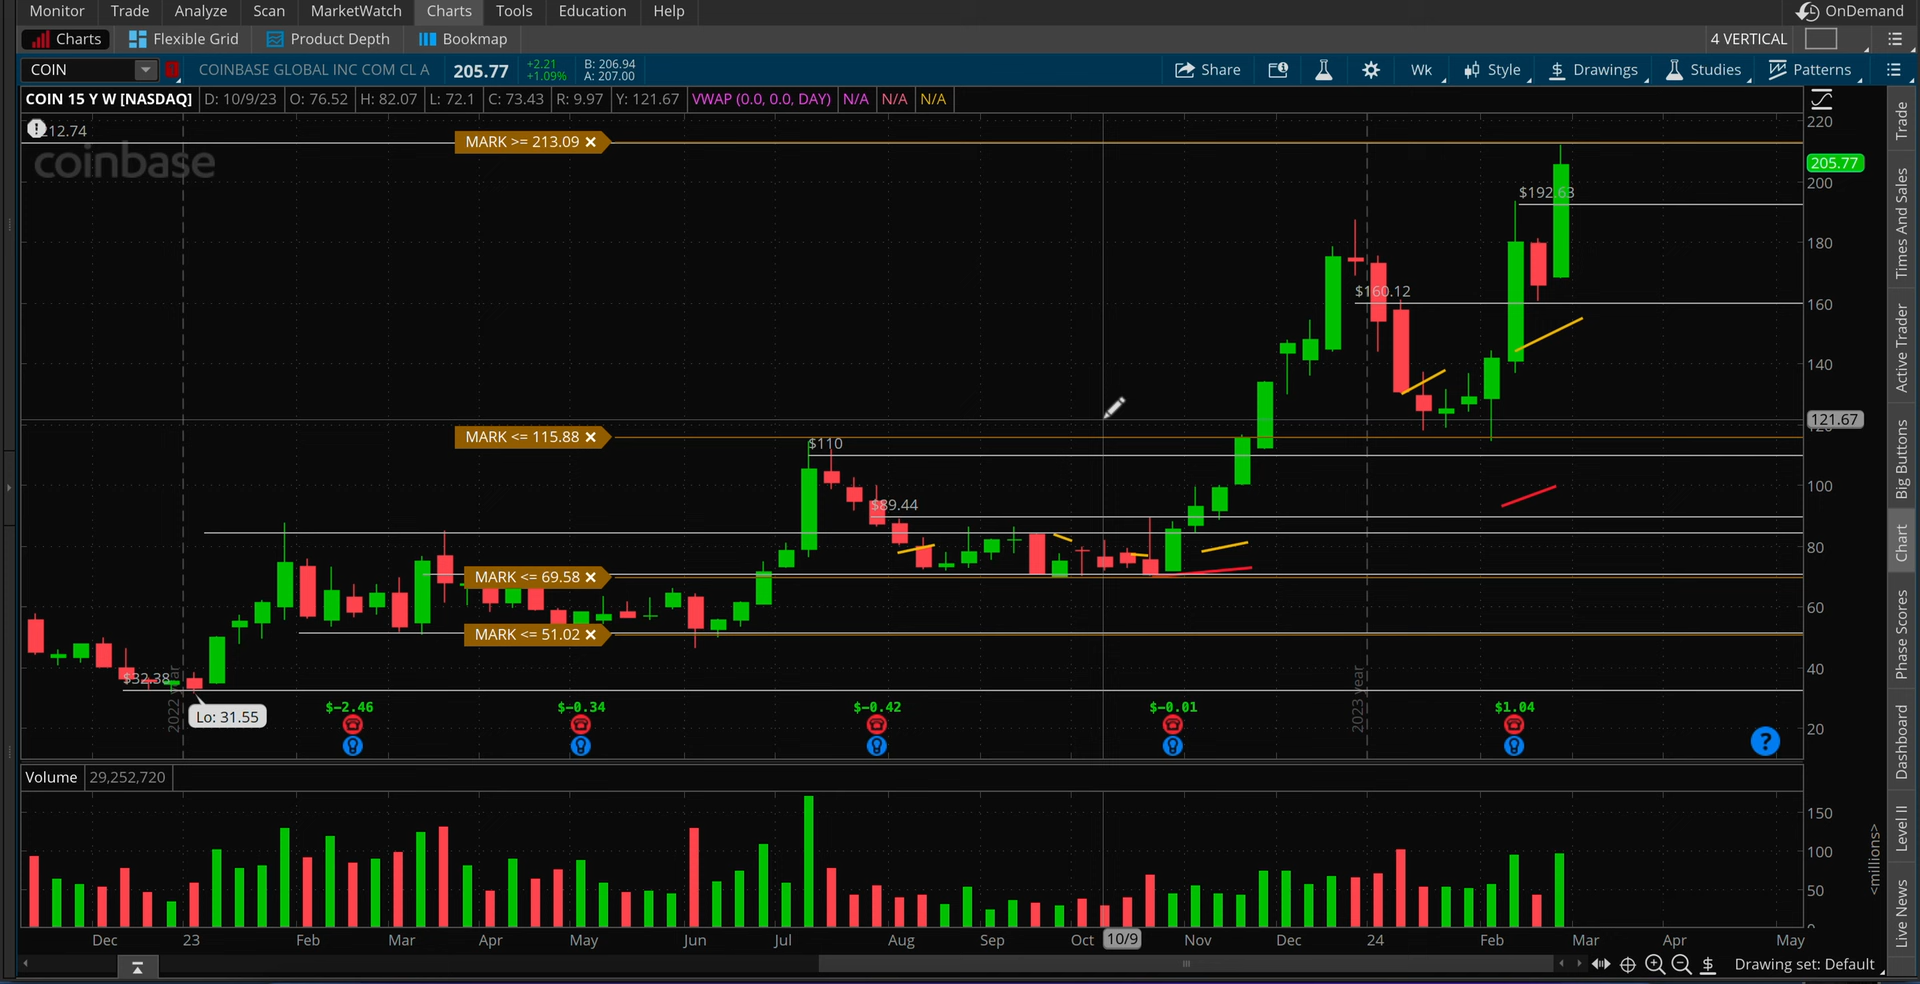 Monitor Trade Analyze Scan MarketWatch Charts Tools Education Help OnDemand
Charts Flexible Grid Product Depth Bookmap 4 VERTICAL
COIN COINBASE GLOBAL INC COM CL A 205.77 +2.21 B: 206.94 Share Wk Style $ Drawings Studies Patterns
+1.09% A: 207.00
COIN 15 Y W [NASDAQ] D: 10/9/23 O: 76.52 H: 82.07 L: 72.1 C: 73.43 R: 9.97 Y: 121.67 VWAP (0.0, 0.0, DAY) N/A N/A N/A
212.74
coinbase
MARK >= 213.09 ×
220
205.77
200
$192.63
180
$160.12
160
140
121.67
120
MARK <= 115.88 ×
$110
100
$89.44
80
MARK <= 69.58 ×
60
MARK <= 51.02 ×
40
$32.38
Lo: 31.55
2022 year
2023 year
20
$-2.46 $-0.34 $-0.42 $-0.01 $1.04
?
Volume 29,252,720
150
100
50
<millions>
Dec 23 Feb Mar Apr May Jun Jul Aug Sep Oct 10/9 Nov Dec 24 Feb Mar Apr May
$ Drawing set: Default
Trade
Times And Sales
Active Trader
Big Buttons
Chart
Phase Scores
Dashboard
Level II
Live News